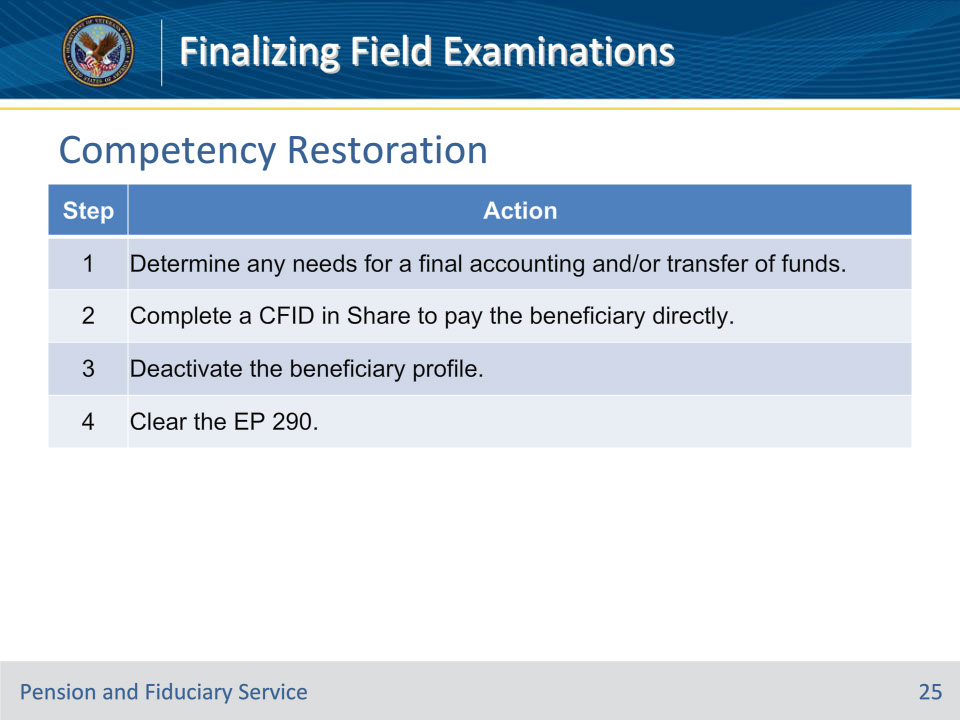 DEPARTMENT OF VETERANS AFFAIRS
UNITED STATES OF AMERICA
Finalizing Field Examinations
Competency Restoration
Step Action
1 Determine any needs for a final accounting and/or transfer of funds.
2 Complete a CFID in Share to pay the beneficiary directly.
3 Deactivate the beneficiary profile.
4 Clear the EP 290.
Pension and Fiduciary Service 25